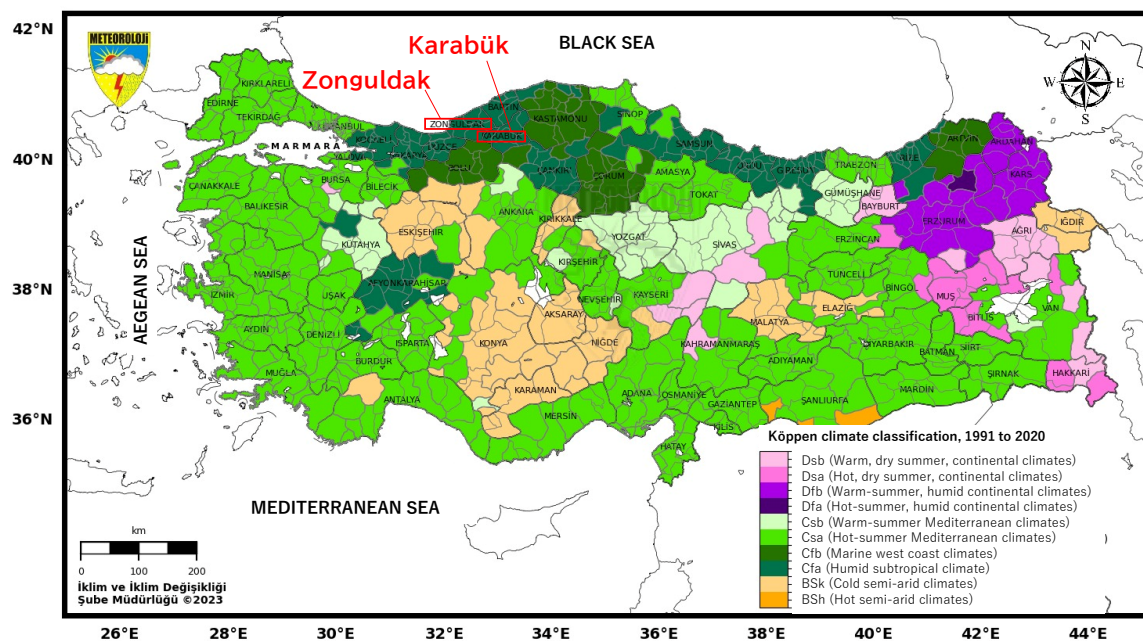 42°N
40°N
38°N
36°N
METEOROLOJİ
BLACK SEA
Karabük
Zonguldak
N
W
E
S
KIRKLARELİ
EDİRNE
TEKİRDAĞ
İSTANBUL
MARMARA
YALOVA
KOCAELİ
SAKARYA
DÜZCE
ZONGULDAK
BARTIN
KARABÜK
KASTAMONU
SİNOP
BOLU
ÇANKIRI
ÇORUM
SAMSUN
AMASYA
ORDU
GİRESUN
TRABZON
RİZE
ARTVİN
ARDAHAN
KARS
ÇANAKKALE
BALIKESİR
BURSA
BİLECİK
ESKİŞEHİR
ANKARA
KIRIKKALE
TOKAT
GÜMÜŞHANE
BAYBURT
ERZURUM
IĞDIR
AĞRI
KÜTAHYA
YOZGAT
SİVAS
ERZİNCAN
KIRŞEHİR
TUNCELİ
MANİSA
UŞAK
AFYONKARAHİSAR
NEVŞEHİR
KAYSERİ
BİNGÖL
MUŞ
İZMİR
AKSARAY
MALATYA
ELAZIĞ
BİTLİS
VAN
AYDIN
DENİZLİ
ISPARTA
KONYA
NİĞDE
KAHRAMANMARAŞ
DİYARBAKIR
BATMAN
SİİRT
MUĞLA
BURDUR
ADIYAMAN
ŞIRNAK
HAKKARİ
ANTALYA
KARAMAN
MERSİN
ADANA
OSMANİYE
GAZİANTEP
ŞANLIURFA
MARDİN
KİLİS
HATAY
AEGEAN SEA
MEDITERRANEAN SEA
Köppen climate classification, 1991 to 2020
Dsb (Warm, dry summer, continental climates)
Dsa (Hot, dry summer, continental climates)
Dfb (Warm-summer, humid continental climates)
Dfa (Hot-summer, humid continental climates)
Csb (Warm-summer Mediterranean climates)
Csa (Hot-summer Mediterranean climates)
Cfb (Marine west coast climates)
Cfa (Humid subtropical climate)
BSk (Cold semi-arid climates)
BSh (Hot semi-arid climates)
km
0 100 200
İklim ve İklim Değişikliği
Şube Müdürlüğü ©2023
26°E 28°E 30°E 32°E 34°E 36°E 38°E 40°E 42°E 44°E